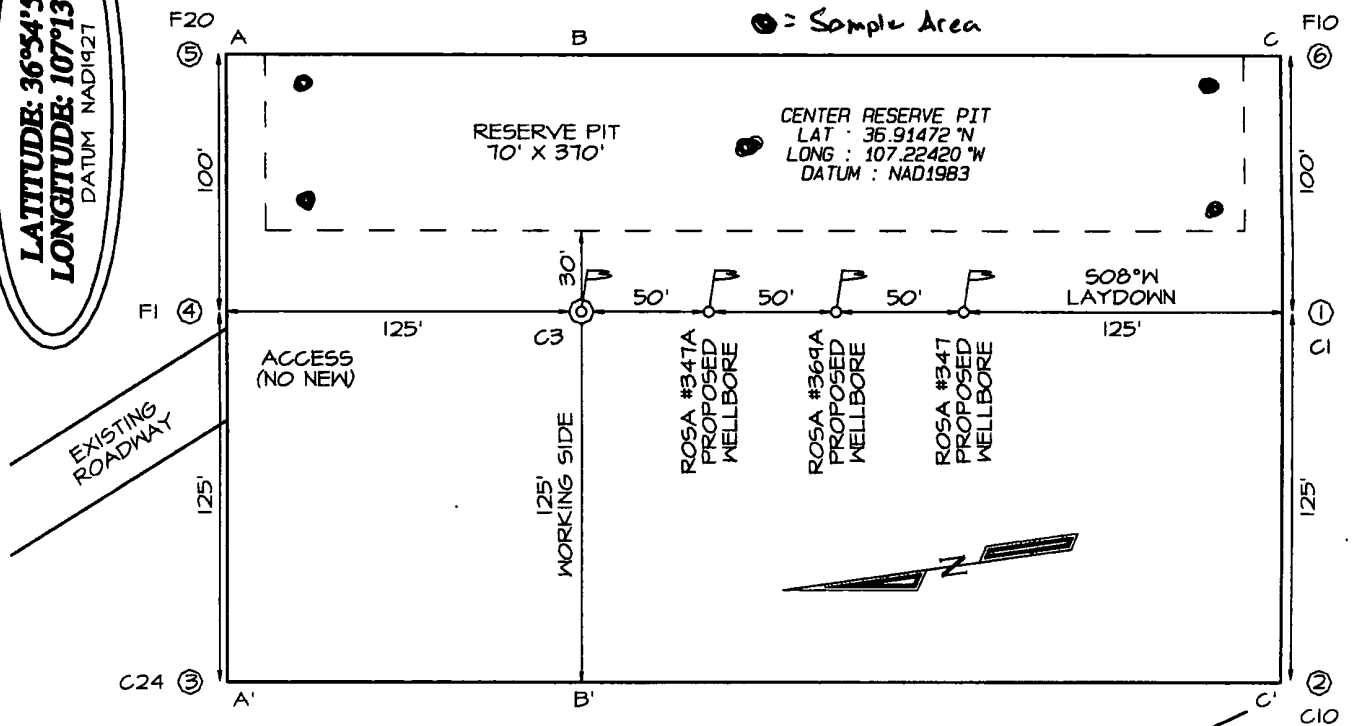 LATITUDE: 36°54'5
LONGITUDE: 107°13
DATUM NAD1927
F20
⑤
A
B
= Sample Area
C
F10
⑥
RESERVE PIT
70' X 370'
CENTER RESERVE PIT
LAT : 36.91472 °N
LONG : 107.22420 °W
DATUM : NAD1983
100'
100'
30'
F1 ④
125'
C3
50'
50'
50'
S08°W
LAYDOWN
125'
①
C1
ACCESS
(NO NEW)
EXISTING
ROADWAY
ROSA #347A
PROPOSED
WELLBORE
ROSA #369A
PROPOSED
WELLBORE
ROSA #347
PROPOSED
WELLBORE
125'
125'
WORKING SIDE
125'
N
C24 ③
A'
B'
C'
②
C10